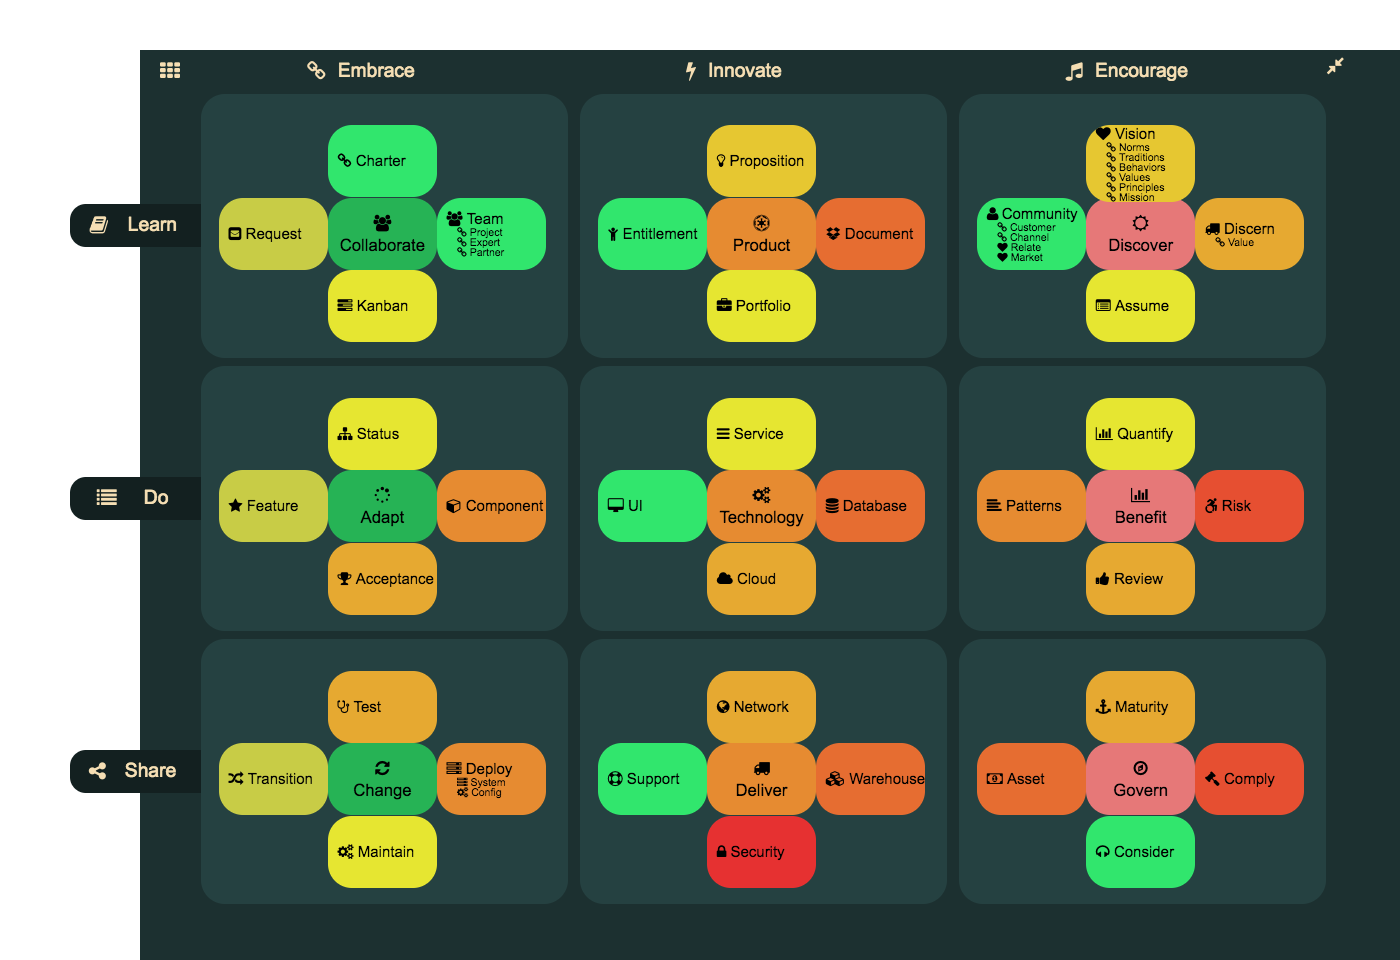 Embrace
Innovate
Encourage
Learn
Charter
Request
Collaborate
Team
Project
Expert
Partner
Kanban
Proposition
Entitlement
Product
Document
Portfolio
Vision
Norms
Traditions
Behaviors
Values
Principles
Mission
Community
Customer
Channel
Relate
Market
Discover
Discern
Value
Assume
Do
Status
Feature
Adapt
Component
Acceptance
Service
UI
Technology
Database
Cloud
Quantify
Patterns
Benefit
Risk
Review
Share
Test
Transition
Change
Deploy
System
Config
Maintain
Network
Support
Deliver
Warehouse
Security
Maturity
Asset
Govern
Comply
Consider